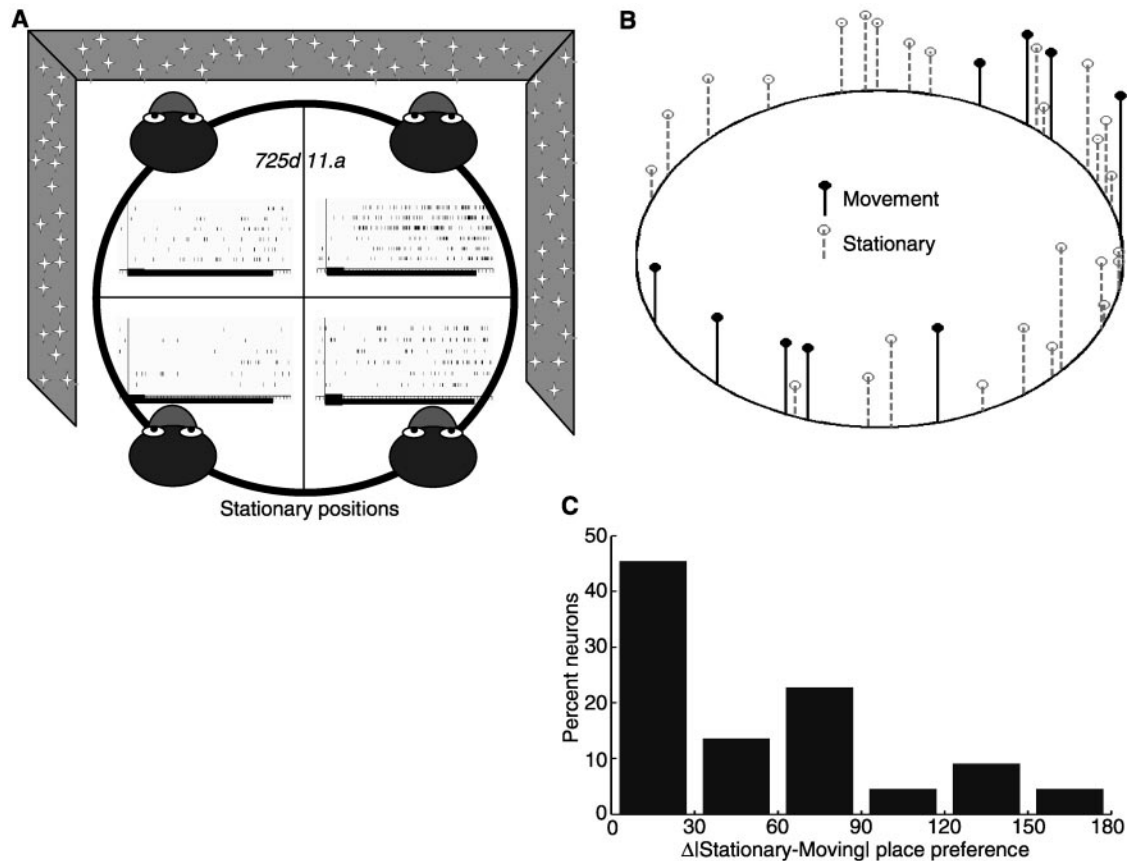 A
725d 11.a
Stationary positions
B
Movement
Stationary
C
50
40
30
20
10
0
Percent neurons
0 30 60 90 120 150 180
Δ|Stationary-Moving| place preference